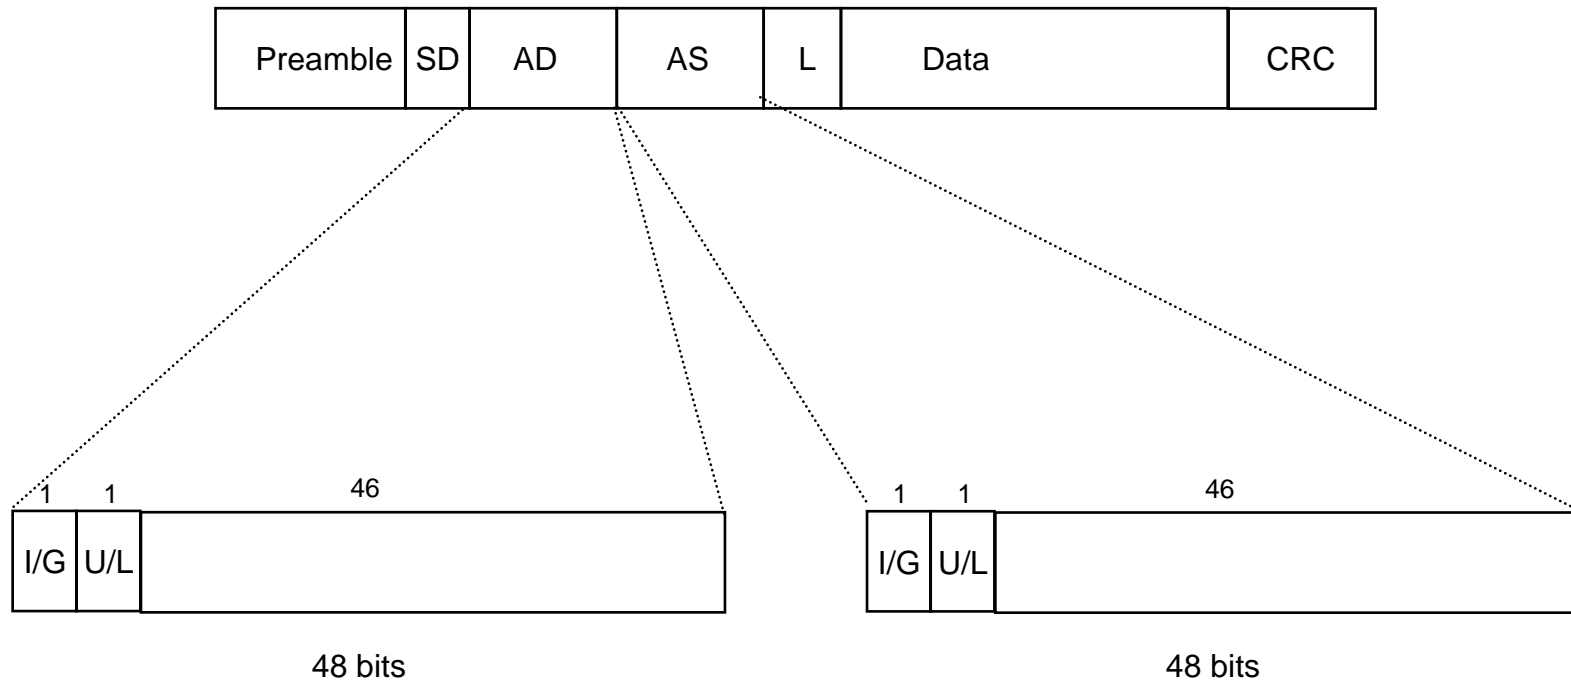 Preamble SD AD AS L Data CRC
1 1 46 1 1 46
I/G U/L I/G U/L
48 bits 48 bits